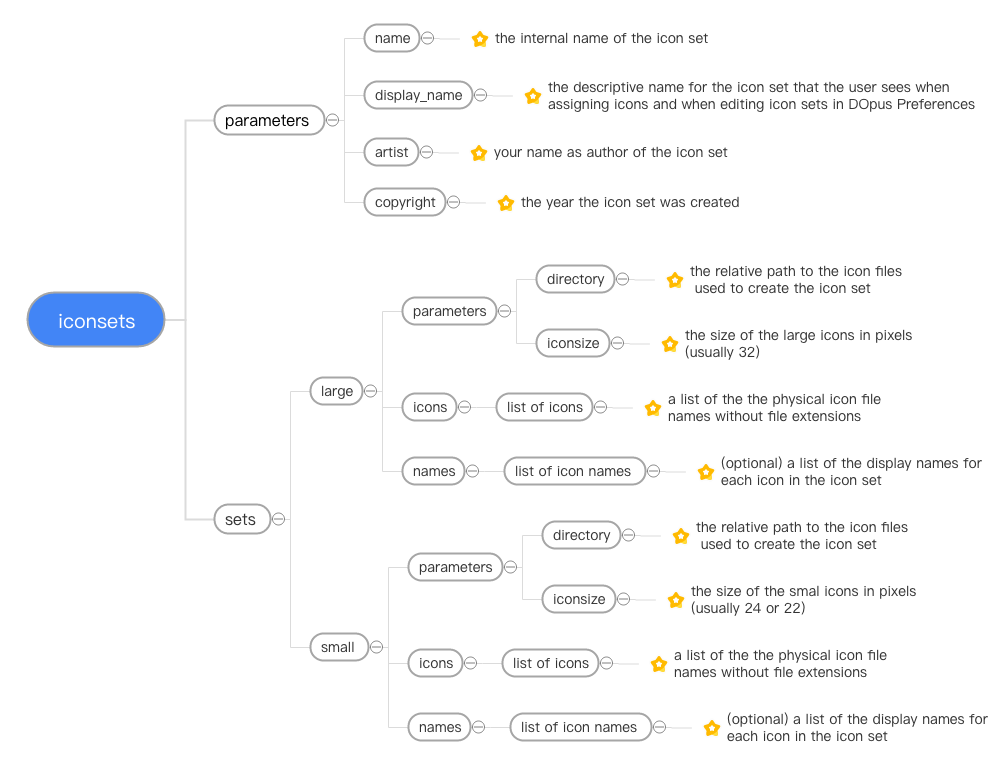 name
the internal name of the icon set
display_name
the descriptive name for the icon set that the user sees when
assigning icons and when editing icon sets in DOpus Preferences
parameters
artist
your name as author of the icon set
copyright
the year the icon set was created
iconsets
directory
the relative path to the icon files
used to create the icon set
parameters
iconsize
the size of the large icons in pixels
(usually 32)
large
icons
list of icons
a list of the the physical icon file
names without file extensions
names
list of icon names
(optional) a list of the display names for
each icon in the icon set
sets
directory
the relative path to the icon files
used to create the icon set
parameters
iconsize
the size of the smal icons in pixels
(usually 24 or 22)
small
icons
list of icons
a list of the the physical icon file
names without file extensions
names
list of icon names
(optional) a list of the display names for
each icon in the icon set